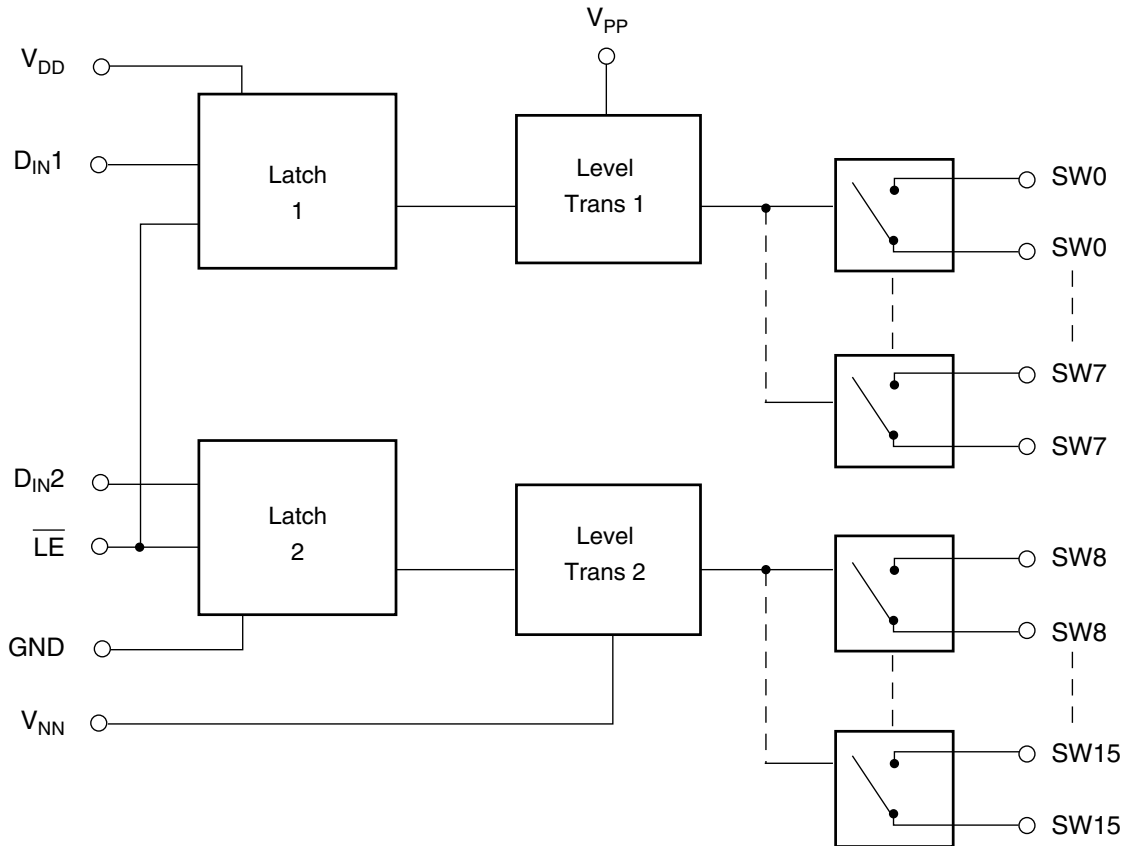 V_PP
V_DD
D_IN1
Latch
1
Level
Trans 1
SW0
SW0
SW7
SW7
D_IN2
L̅E̅
Latch
2
Level
Trans 2
SW8
SW8
GND
V_NN
SW15
SW15